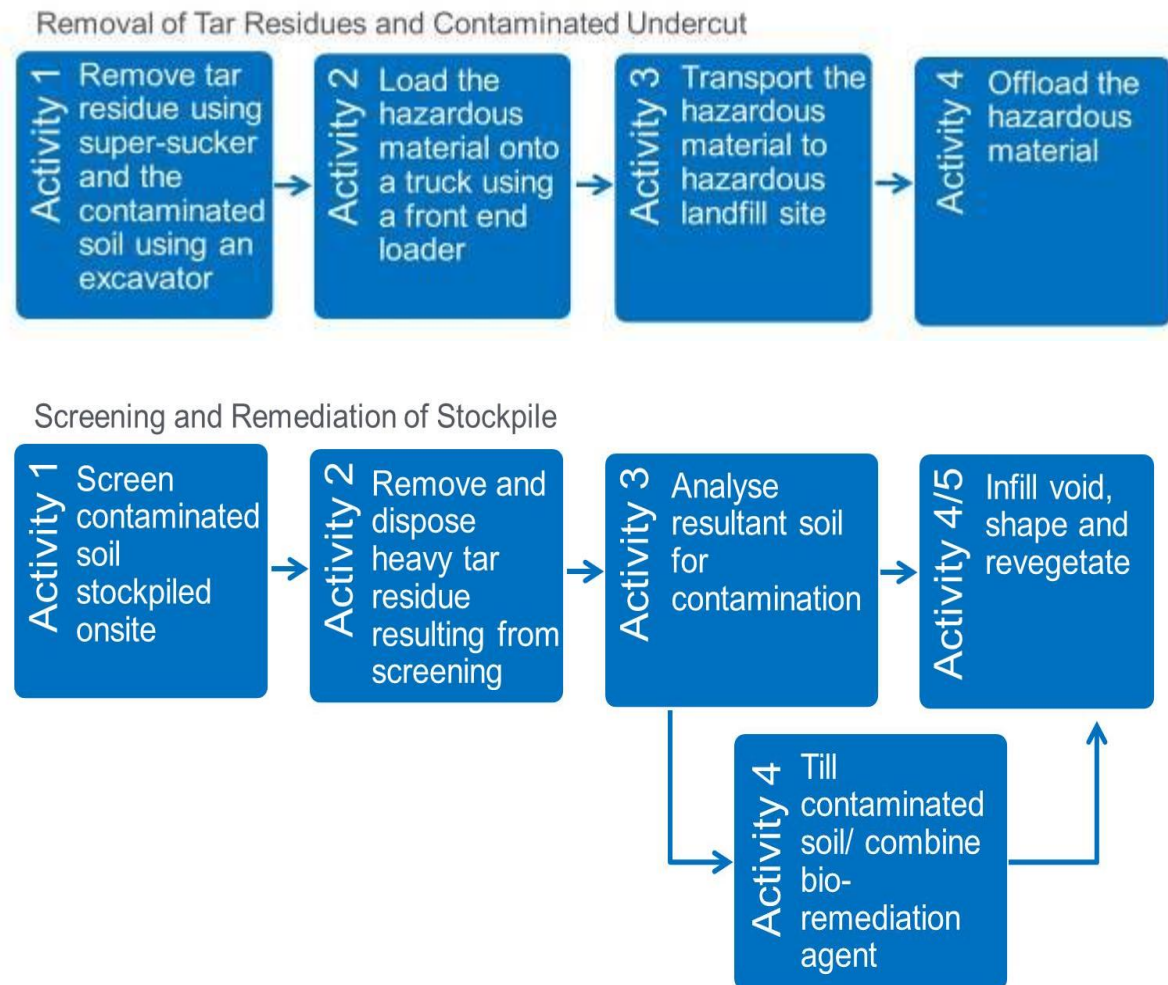 Removal of Tar Residues and Contaminated Undercut
Activity 1
Remove tar
residue using
super-sucker
and the
contaminated
soil using an
excavator
Activity 2
Load the
hazardous
material onto
a truck using
a front end
loader
Activity 3
Transport the
hazardous
material to
hazardous
landfill site
Activity 4
Offload the
hazardous
material
Screening and Remediation of Stockpile
Activity 1
Screen
contaminated
soil
stockpiled
onsite
Activity 2
Remove and
dispose
heavy tar
residue
resulting from
screening
Activity 3
Analyse
resultant soil
for
contamination
Activity 4/5
Infill void,
shape and
revegetate
Activity 4
Till
contaminated
soil/ combine
bio-
remediation
agent